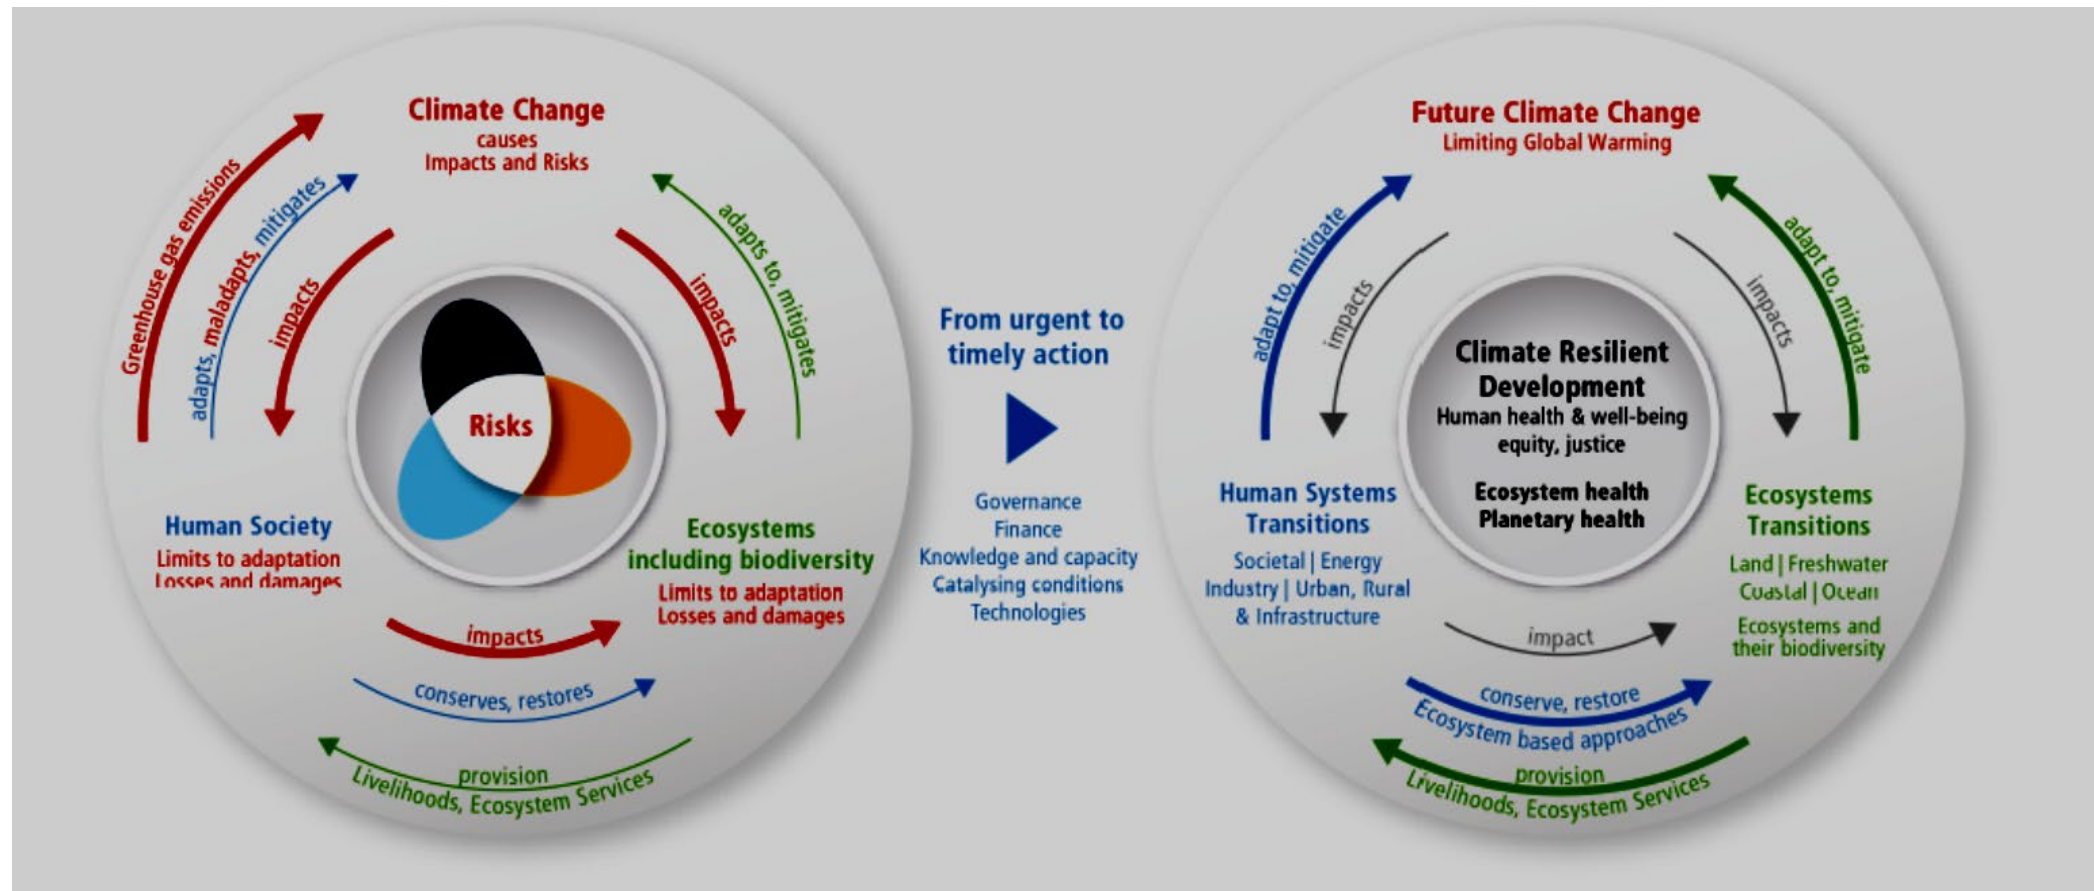 Climate Change
causes
Impacts and Risks
Greenhouse gas emissions
adapts, maladapts, mitigates
impacts
impacts
adapts to, mitigates
Risks
Human Society
Limits to adaptation
Losses and damages
Ecosystems
including biodiversity
Limits to adaptation
Losses and damages
impacts
conserves, restores
provision
Livelihoods, Ecosystem Services
From urgent to
timely action
Governance
Finance
Knowledge and capacity
Catalysing conditions
Technologies
Future Climate Change
Limiting Global Warming
adapt to, mitigate
impacts
impacts
adapt to, mitigate
Climate Resilient
Development
Human health & well-being
equity, justice
Ecosystem health
Planetary health
Human Systems
Transitions
Societal | Energy
Industry | Urban, Rural
& Infrastructure
Ecosystems
Transitions
Land | Freshwater
Coastal | Ocean
Ecosystems and
their biodiversity
impact
conserve, restore
Ecosystem based approaches
provision
Livelihoods, Ecosystem Services